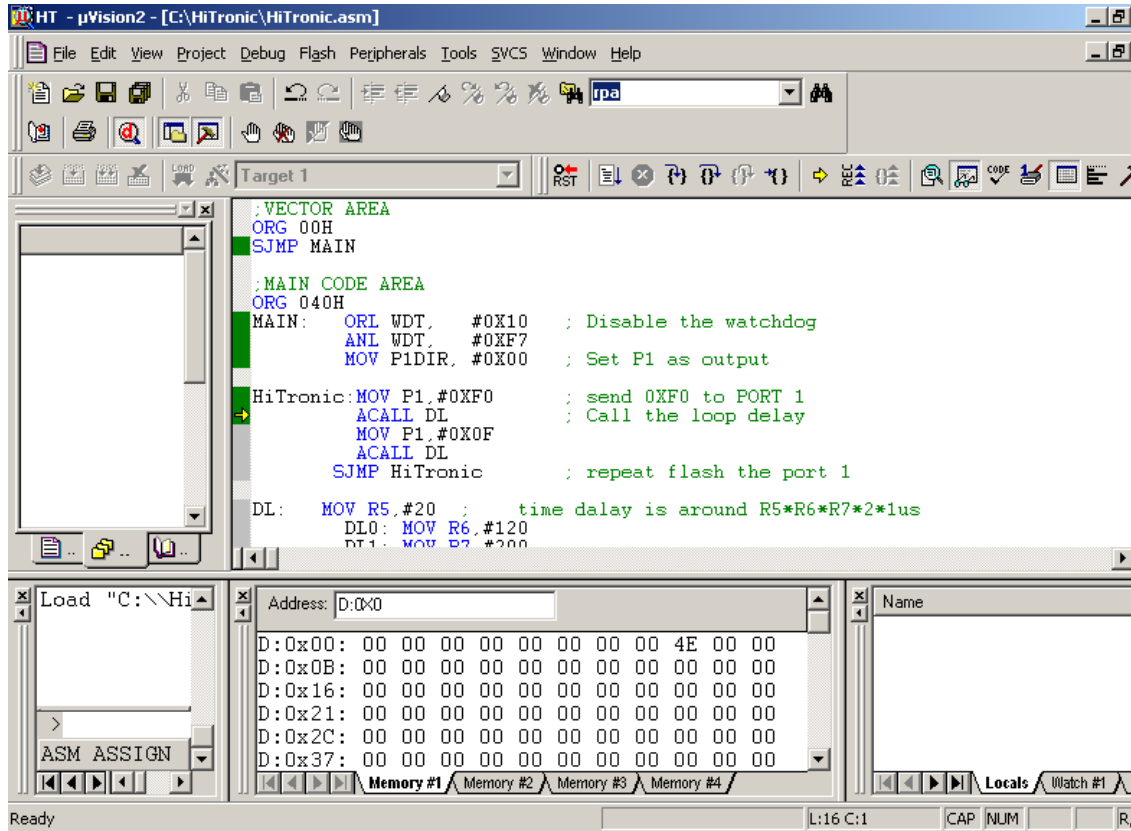 HT - µVision2 - [C:\HiTronic\HiTronic.asm]
File Edit View Project Debug Flash Peripherals Tools SVCS Window Help
rpa
LOAD Target 1 RST CODE
;VECTOR AREA
ORG 00H
SJMP MAIN
;MAIN CODE AREA
ORG 040H
MAIN: ORL WDT, #0X10 ; Disable the watchdog
ANL WDT, #0XF7
MOV P1DIR, #0X00 ; Set P1 as output
HiTronic:MOV P1,#0XF0 ; send 0XF0 to PORT 1
ACALL DL ; Call the loop delay
MOV P1,#0X0F
ACALL DL
SJMP HiTronic ; repeat flash the port 1
DL: MOV R5,#20 ; time dalay is around R5*R6*R7*2*1us
DL0: MOV R6,#120
DL1: MOV R7,#200
Load "C:\\Hi
>
ASM ASSIGN
Address: D:0X0
D:0x00: 00 00 00 00 00 00 00 00 4E 00 00
D:0x0B: 00 00 00 00 00 00 00 00 00 00 00
D:0x16: 00 00 00 00 00 00 00 00 00 00 00
D:0x21: 00 00 00 00 00 00 00 00 00 00 00
D:0x2C: 00 00 00 00 00 00 00 00 00 00 00
D:0x37: 00 00 00 00 00 00 00 00 00 00 00
Memory #1 Memory #2 Memory #3 Memory #4
Name
Locals Watch #1
Ready L:16 C:1 CAP NUM R